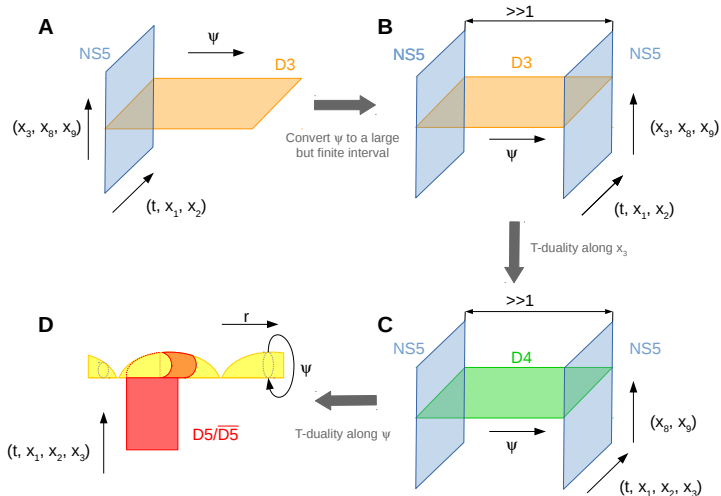 A
NS5
ψ
D3
(x₃, x₈, x₉)
(t, x₁, x₂)
Convert ψ to a large
but finite interval
B
>>1
NS5
D3
NS5
ψ
(x₃, x₈, x₉)
(t, x₁, x₂)
T-duality along x₃
D
r
ψ
D5/D̅5̅
(t, x₁, x₂, x₃)
T-duality along ψ
C
>>1
NS5
D4
NS5
ψ
(x₈, x₉)
(t, x₁, x₂, x₃)